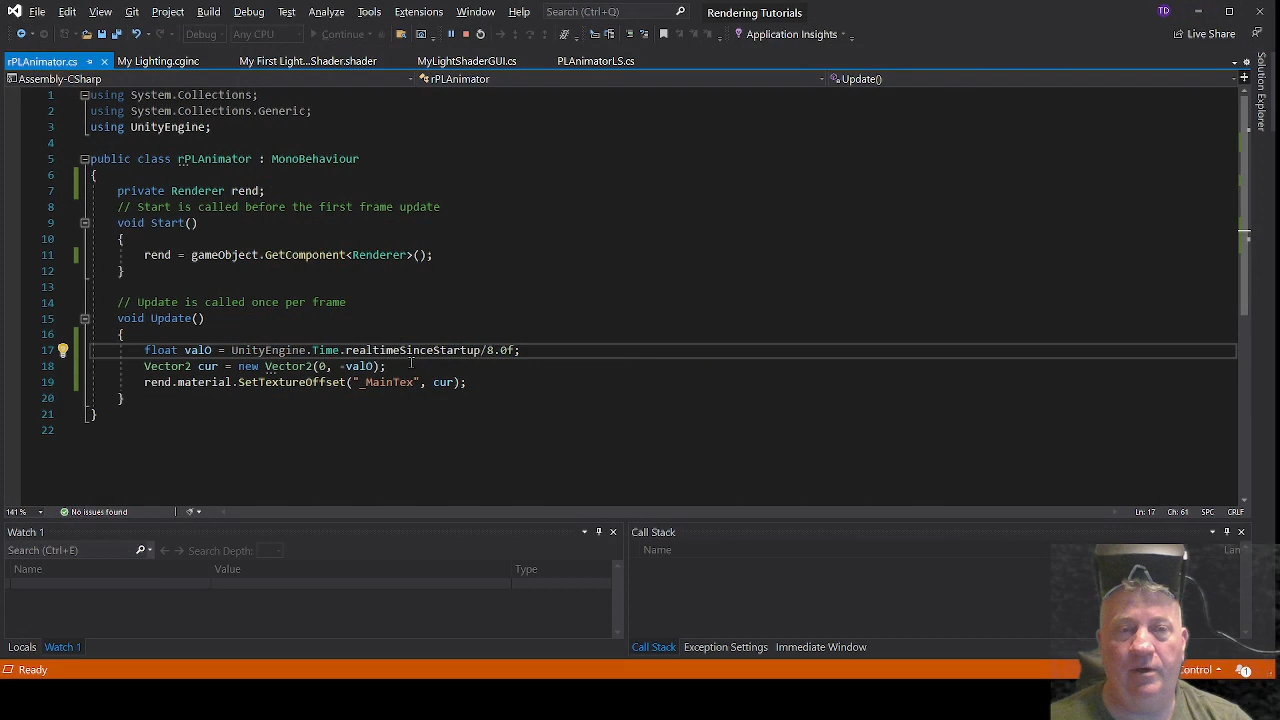 File Edit View Git Project Build Debug Test Analyze Tools Extensions Window Help Search (Ctrl+Q) Rendering Tutorials TD
Debug Any CPU Continue Application Insights Live Share
rPLAnimator.cs My Lighting.cginc My First Light...Shader.shader MyLightShaderGUI.cs PLAnimatorLS.cs
Assembly-CSharp rPLAnimator Update()
Solution Explorer
1 using System.Collections;
2 using System.Collections.Generic;
3 using UnityEngine;
4
5 public class rPLAnimator : MonoBehaviour
6 {
7 private Renderer rend;
8 // Start is called before the first frame update
9 void Start()
10 {
11 rend = gameObject.GetComponent<Renderer>();
12 }
13
14 // Update is called once per frame
15 void Update()
16 {
17 float valO = UnityEngine.Time.realtimeSinceStartup/8.0f;
18 Vector2 cur = new Vector2(0, -valO);
19 rend.material.SetTextureOffset("_MainTex", cur);
20 }
21 }
22
141 % No issues found Ln: 17 Ch: 61 SPC CRLF
Watch 1 Call Stack
Search (Ctrl+E) Search Depth: Name Lan
Name Value Type
Locals Watch 1 Call Stack Exception Settings Immediate Window
Ready Control 1